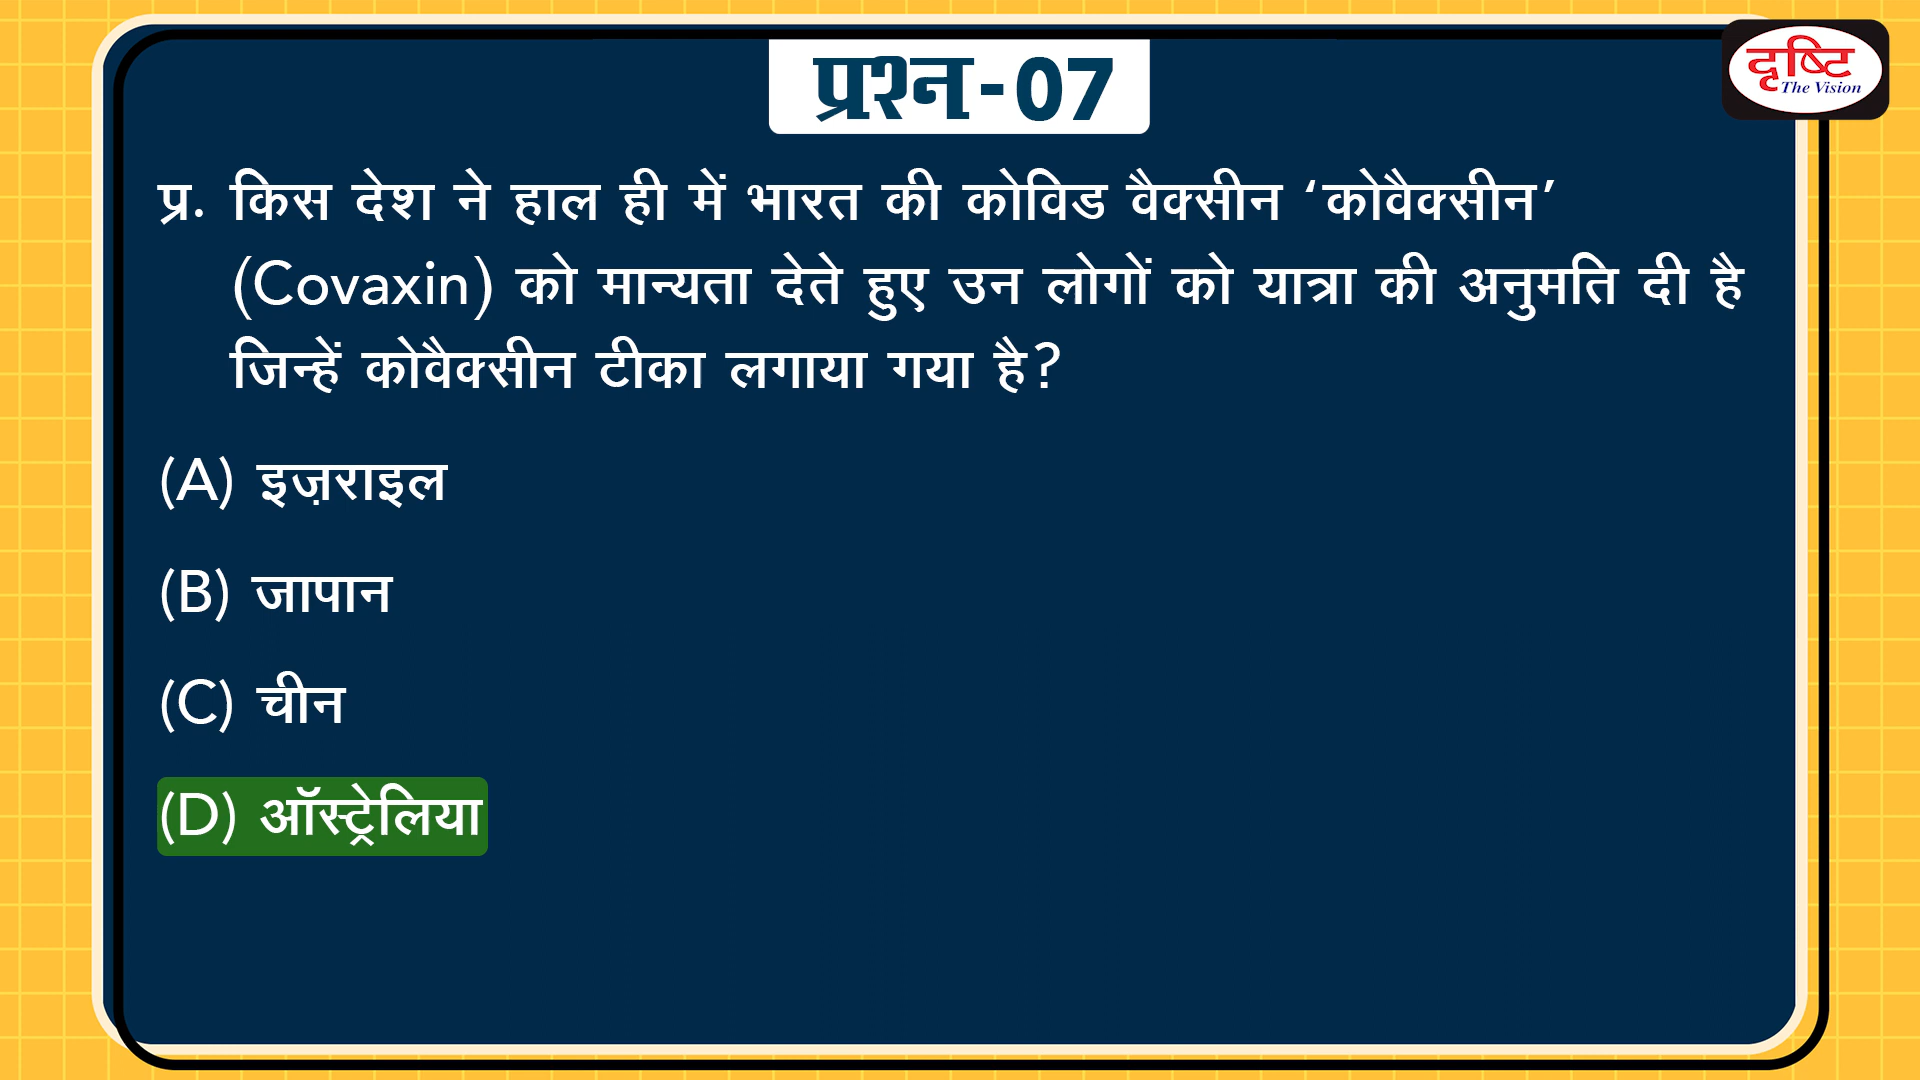 प्रश्न-07
दृष्टि
The Vision
प्र. किस देश ने हाल ही में भारत की कोविड वैक्सीन ‘कोवैक्सीन’
(Covaxin) को मान्यता देते हुए उन लोगों को यात्रा की अनुमति दी है
जिन्हें कोवैक्सीन टीका लगाया गया है?
(A) इज़राइल
(B) जापान
(C) चीन
(D) ऑस्ट्रेलिया